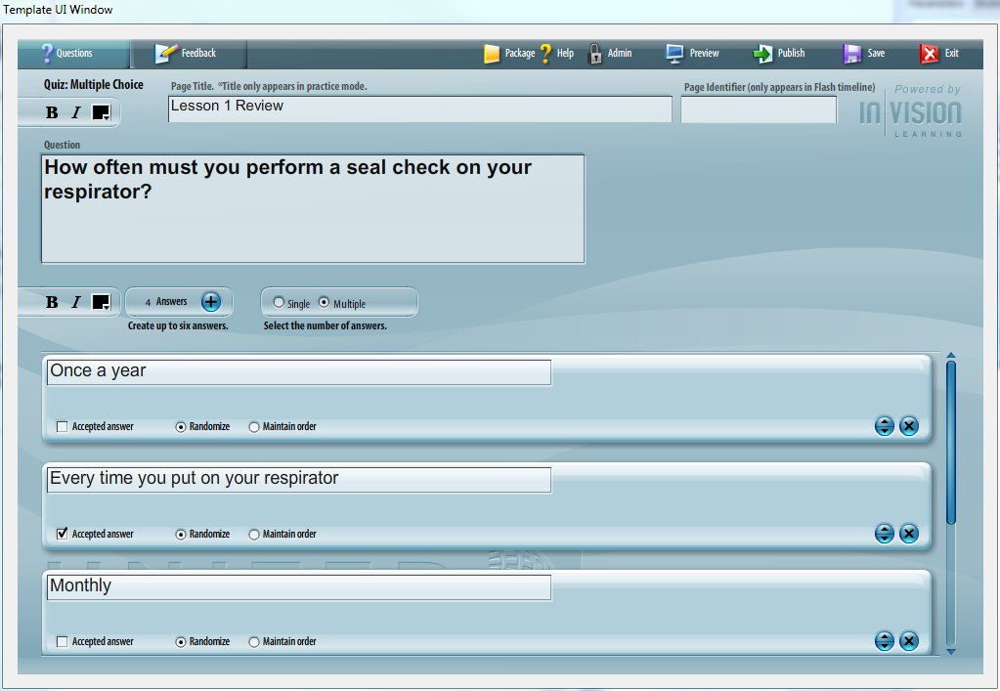 Template UI Window
? Questions
Feedback
Package
? Help
Admin
Preview
Publish
Save
Exit
Quiz: Multiple Choice
Page Title. *Title only appears in practice mode.
Page Identifier (only appears in Flash timeline)
Powered by
B I
Lesson 1 Review
IN VISION
LEARNING
Question
How often must you perform a seal check on your
respirator?
B I
4 Answers
Single Multiple
Create up to six answers.
Select the number of answers.
Once a year
Accepted answer Randomize Maintain order
Every time you put on your respirator
Accepted answer Randomize Maintain order
UNITED
Monthly
Accepted answer Randomize Maintain order